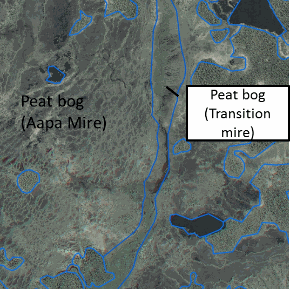 Peat bog
(Aapa Mire)
Peat bog
(Transition
mire)